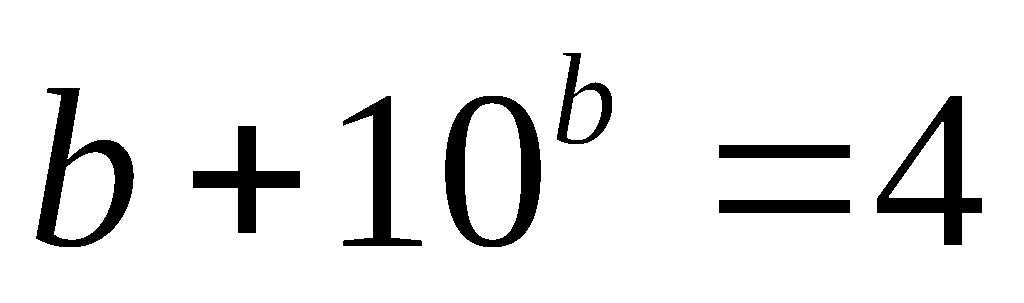 b + 10^b = 4